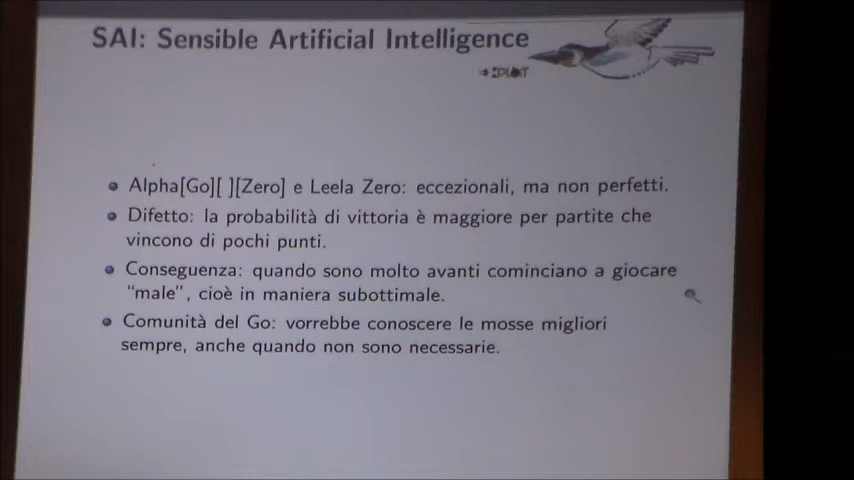 SAI: Sensible Artificial Intelligence
Alpha[Go][ ][Zero] e Leela Zero: eccezionali, ma non perfetti.
Difetto: la probabilità di vittoria è maggiore per partite che
vincono di pochi punti.
Conseguenza: quando sono molto avanti cominciano a giocare
“male”, cioè in maniera subottimale.
Comunità del Go: vorrebbe conoscere le mosse migliori
sempre, anche quando non sono necessarie.